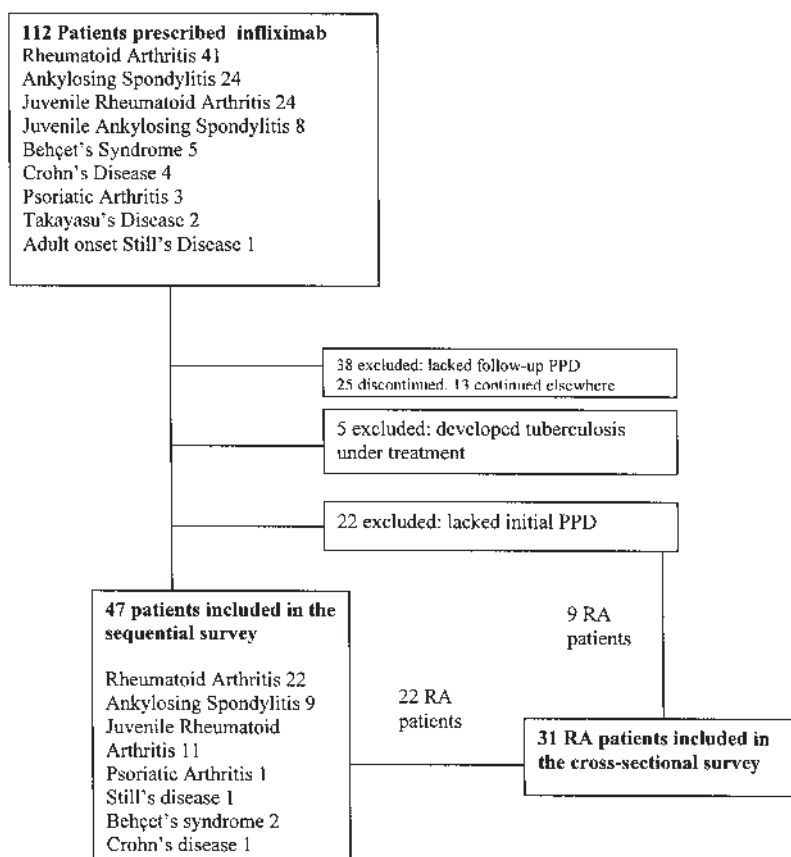 112 Patients prescribed infliximab
Rheumatoid Arthritis 41
Ankylosing Spondylitis 24
Juvenile Rheumatoid Arthritis 24
Juvenile Ankylosing Spondylitis 8
Behçet's Syndrome 5
Crohn's Disease 4
Psoriatic Arthritis 3
Takayasu's Disease 2
Adult onset Still's Disease 1
38 excluded: lacked follow-up PPD
25 discontinued, 13 continued elsewhere
5 excluded: developed tuberculosis
under treatment
22 excluded: lacked initial PPD
47 patients included in the
sequential survey
Rheumatoid Arthritis 22
Ankylosing Spondylitis 9
Juvenile Rheumatoid
Arthritis 11
Psoriatic Arthritis 1
Still's disease 1
Behçet's syndrome 2
Crohn's disease 1
22 RA
patients
9 RA
patients
31 RA patients included in
the cross-sectional survey